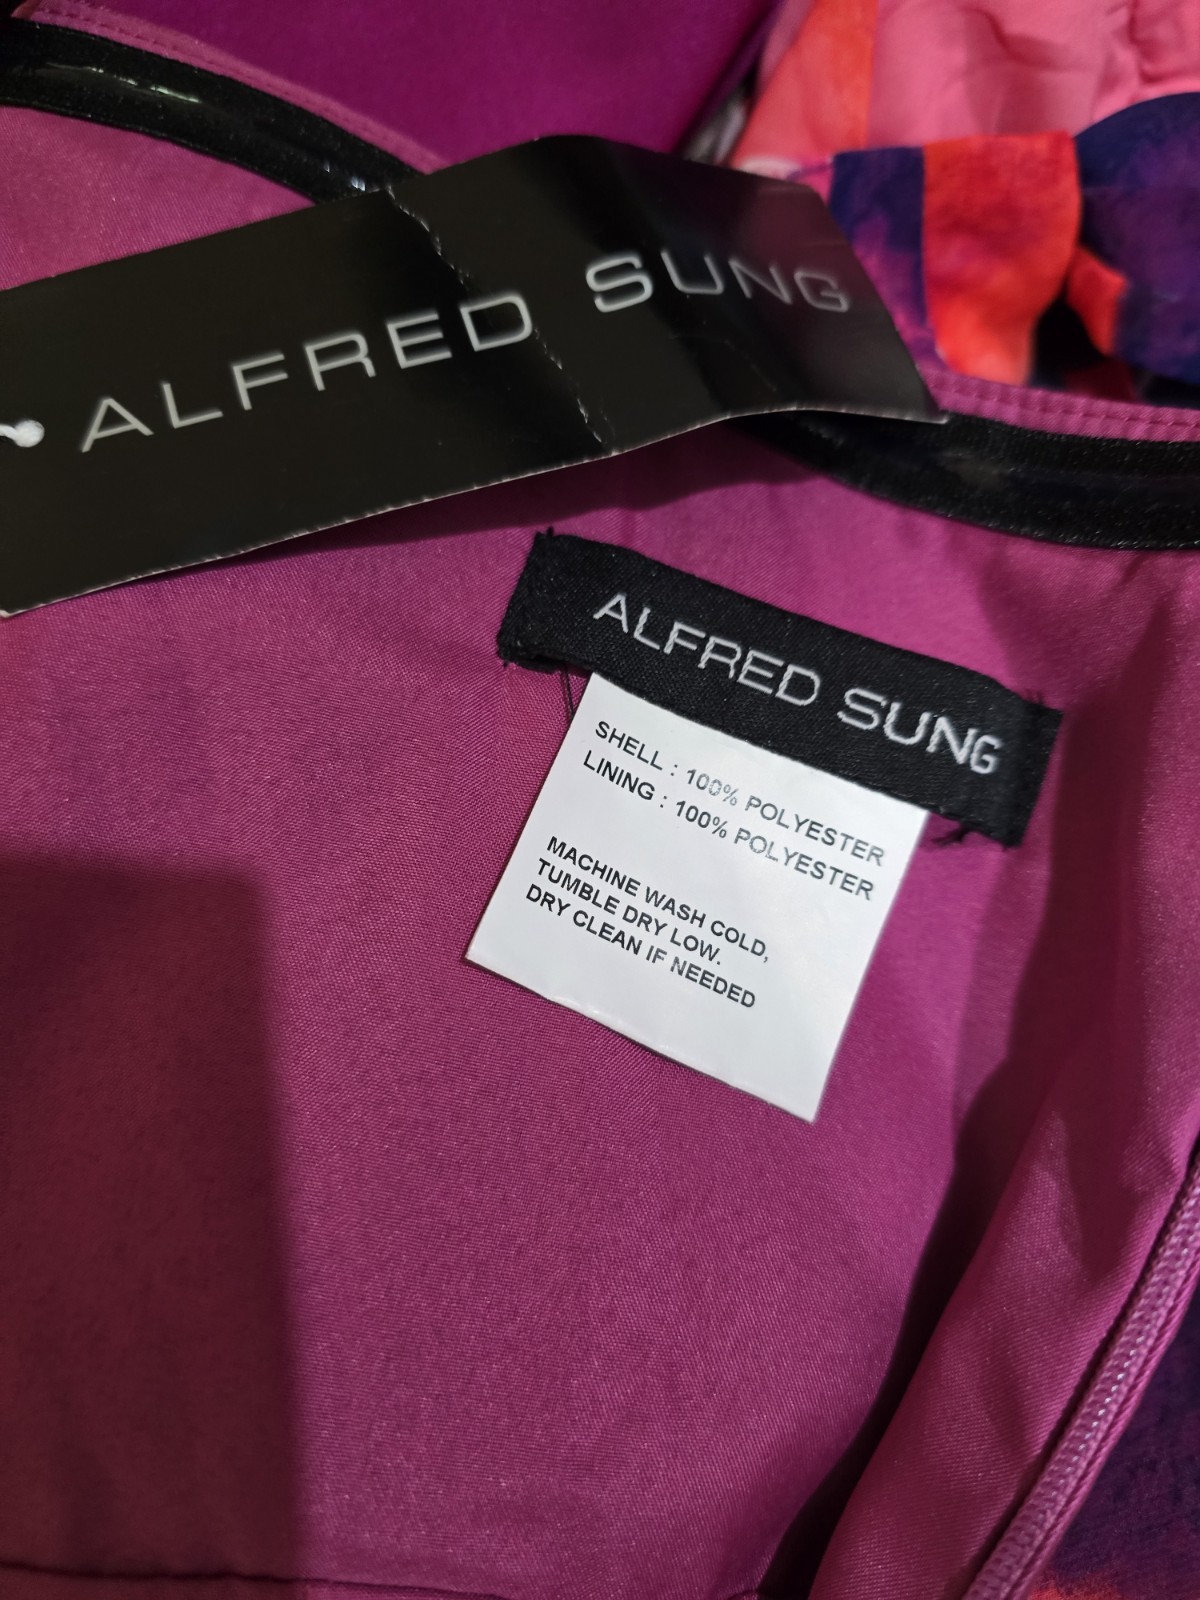 ALFRED SUNG
ALFRED SUNG
SHELL : 100% POLYESTER
LINING : 100% POLYESTER
MACHINE WASH COLD,
TUMBLE DRY LOW.
DRY CLEAN IF NEEDED